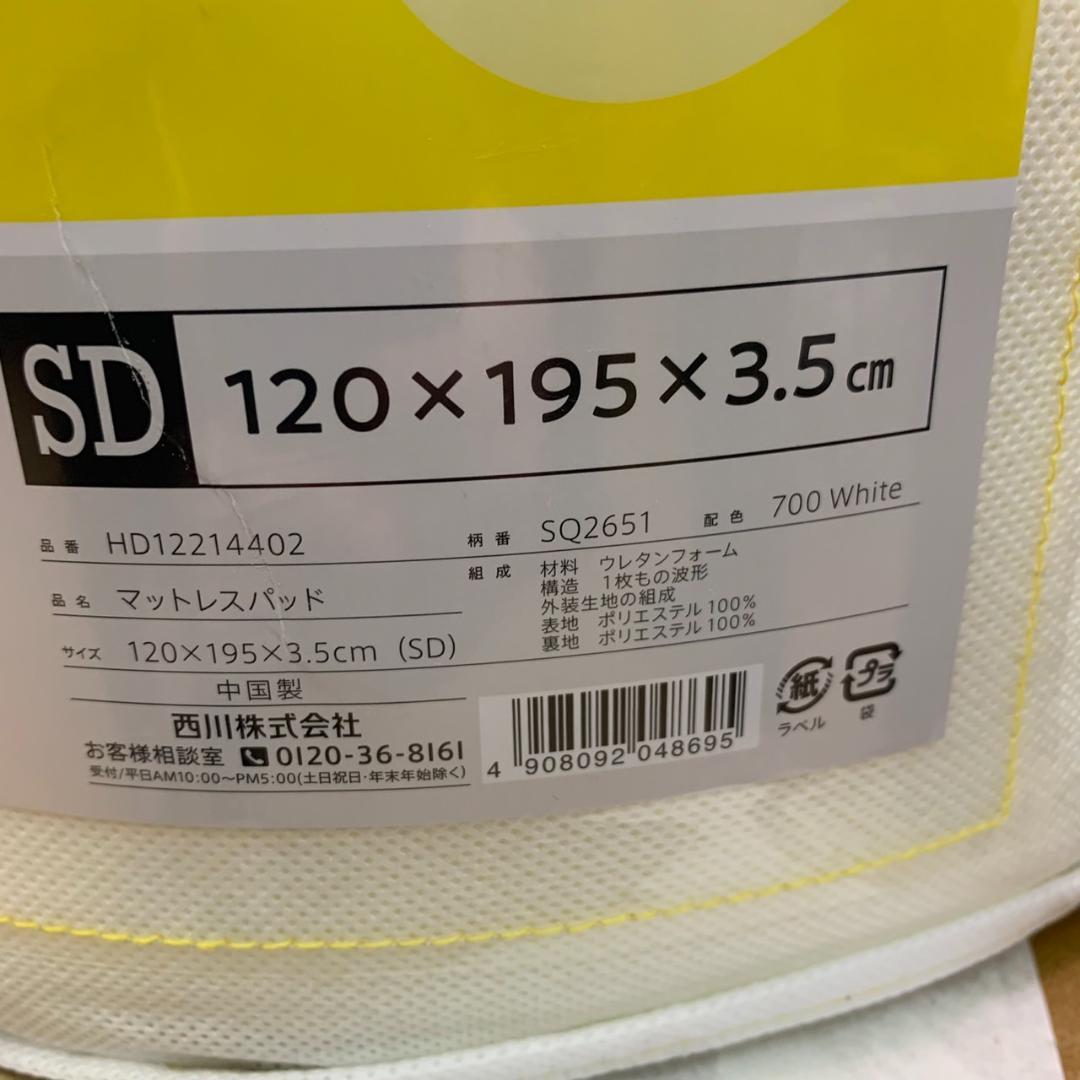 SD 120×195×3.5cm
品番 HD12214402 柄番 SQ2651 配色 700 White
品名 マットレスパッド
サイズ 120×195×3.5cm（SD）
組成 材料 ウレタンフォーム
構造 1枚もの波形
外装生地の組成
表地 ポリエステル100%
裏地 ポリエステル100%
中国製
西川株式会社
お客様相談室 0120-36-8161
受付/平日AM10:00〜PM5:00(土日祝日・年末年始除く)
4 908092 048695
紙
ラベル
プラ
袋